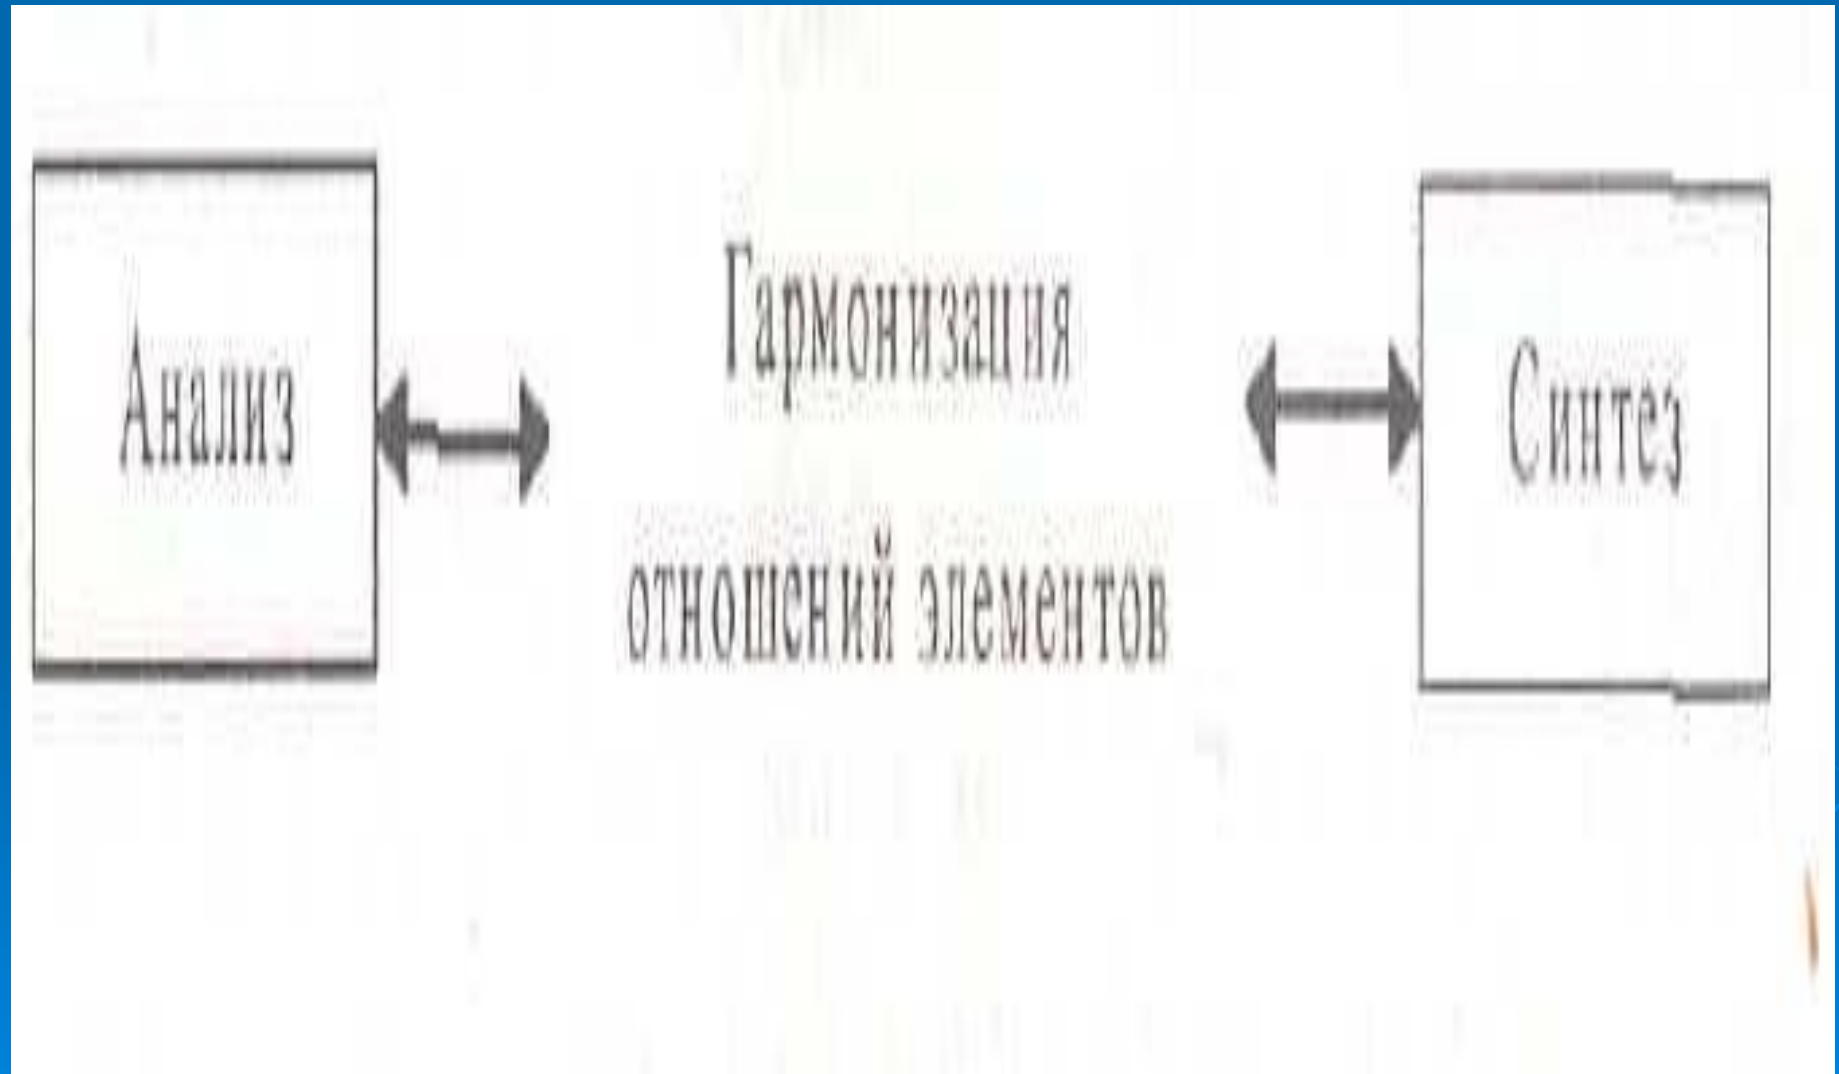 Анализ
Гармонизация
отношений элементов
Синтез